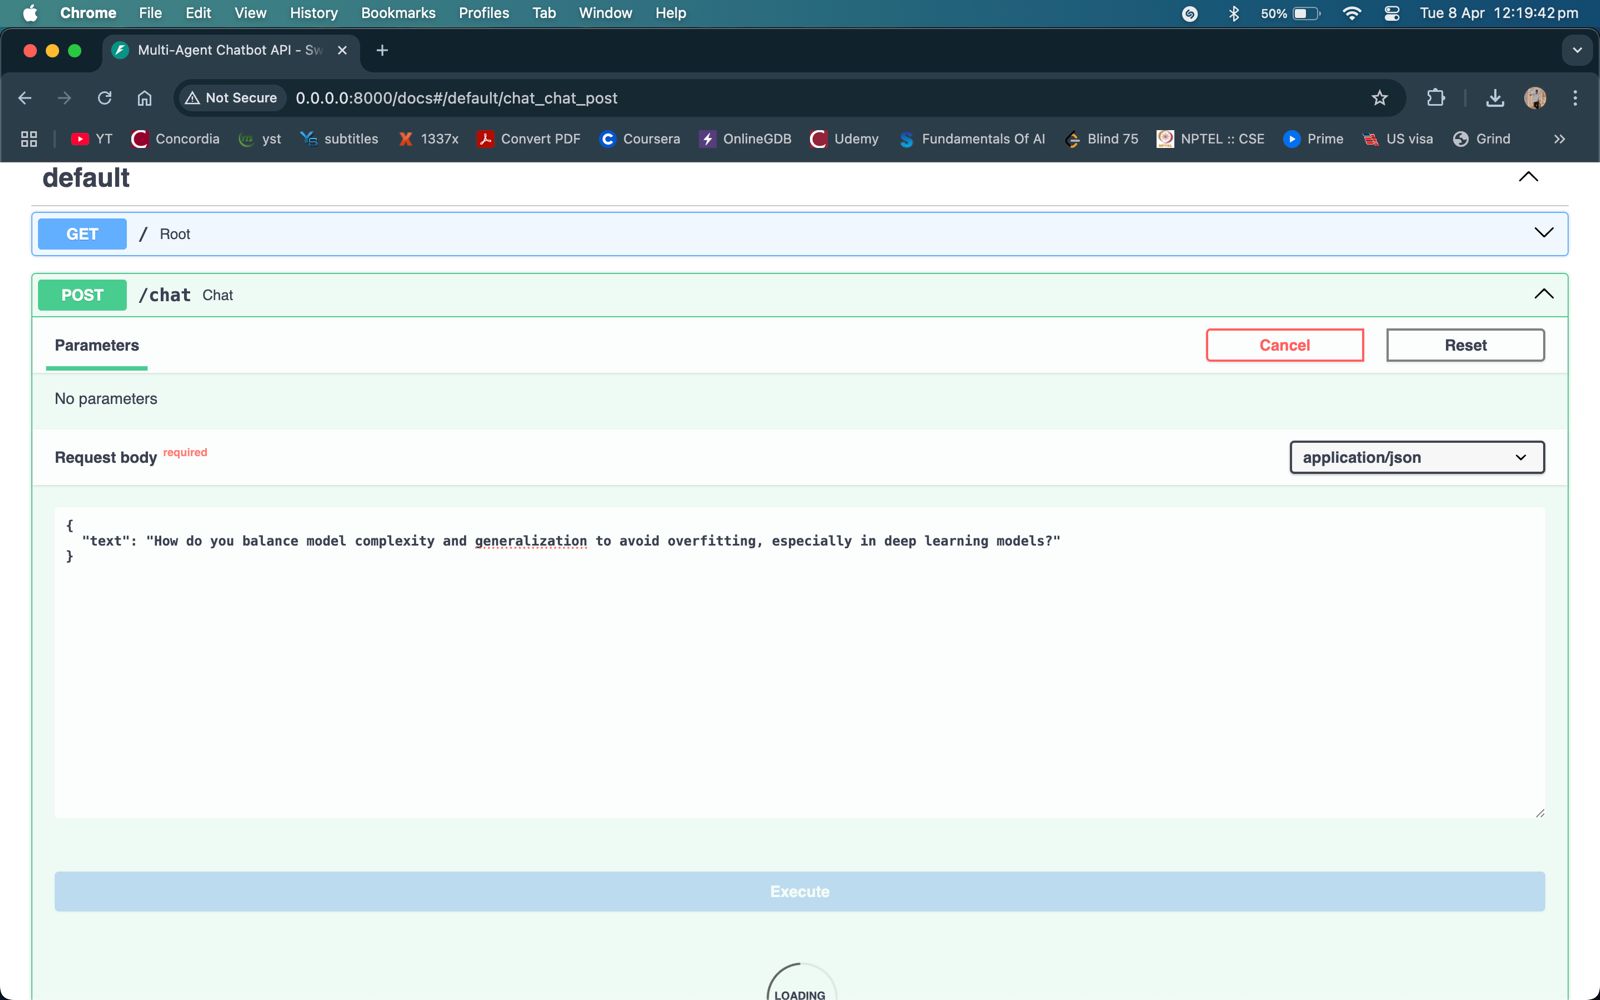 Chrome File Edit View History Bookmarks Profiles Tab Window Help 50% Tue 8 Apr 12:19:42 pm
Multi-Agent Chatbot API - Sw
Not Secure 0.0.0.0:8000/docs#/default/chat_chat_post
YT Concordia yst subtitles 1337x Convert PDF Coursera OnlineGDB Udemy Fundamentals Of AI Blind 75 NPTEL :: CSE Prime US visa Grind
default
GET / Root
POST /chat Chat
Parameters Cancel Reset
No parameters
Request body required application/json
{
"text": "How do you balance model complexity and generalization to avoid overfitting, especially in deep learning models?"
}
Execute
LOADING